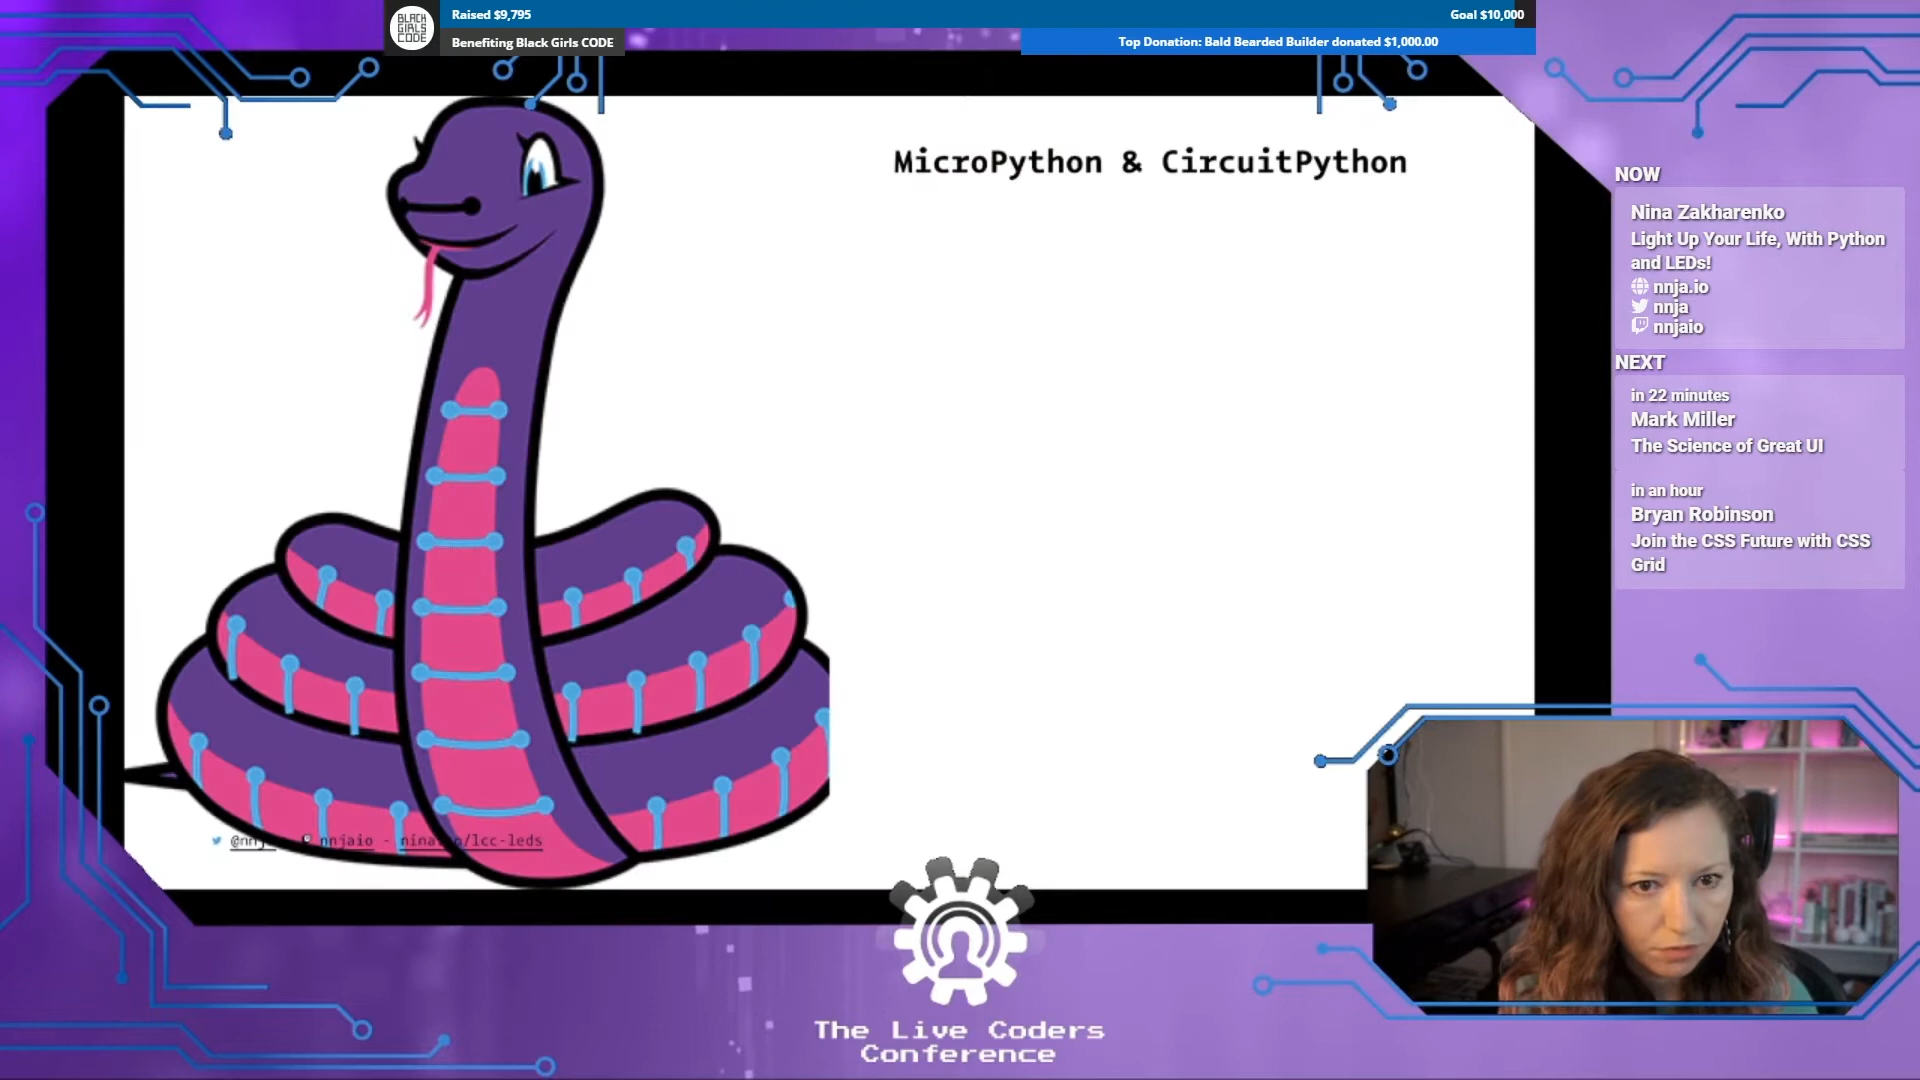 BLACK
GIRLS
CODE
Raised $9,795
Goal $10,000
Benefiting Black Girls CODE
Top Donation: Bald Bearded Builder donated $1,000.00
MicroPython & CircuitPython
NOW
Nina Zakharenko
Light Up Your Life, With Python
and LEDs!
nnja.io
nnja
nnjaio
NEXT
in 22 minutes
Mark Miller
The Science of Great UI
in an hour
Bryan Robinson
Join the CSS Future with CSS
Grid
nnjaio -
The Live Coders
Conference